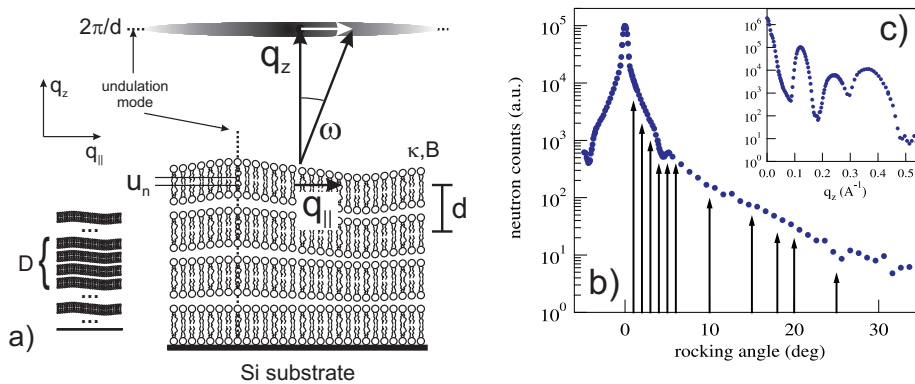 2π/d
undulation mode
q_z
q_||
q_z
ω
κ,B
u_n
q_||
d
D
a)
Si substrate
neutron counts (a.u.)
10^5
10^4
10^3
10^2
10^1
10^0
b)
0 10 20 30
rocking angle (deg)
c)
10^6
10^5
10^4
10^3
10^2
10^1
10^0
0.0 0.1 0.2 0.3 0.4 0.5
q_z (A^-1)